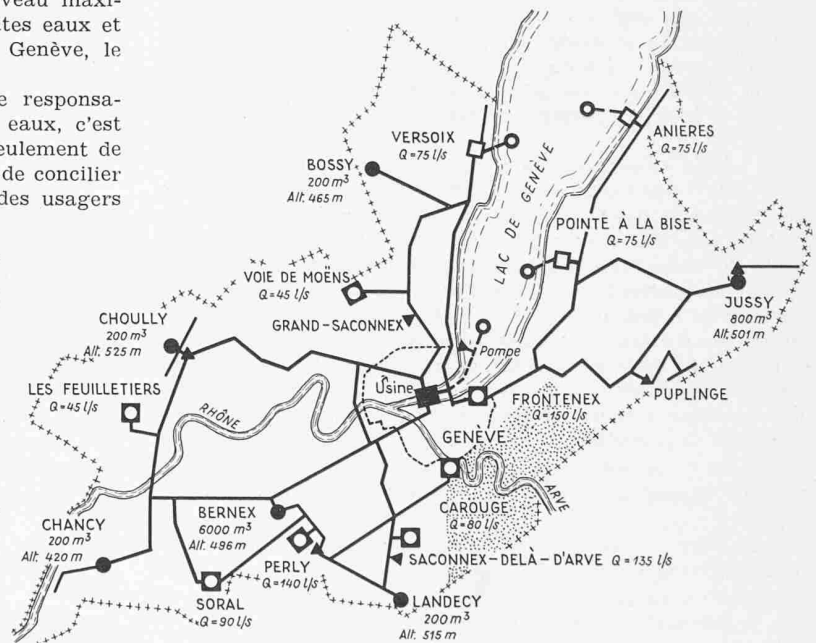 veau maxi-
tes eaux et
Genève, le
e responsa-
eaux, c'est
eulement de
de concilier
des usagers
VERSOIX
Q=75 l/s
ANIERES
Q=75 l/s
BOSSY
200 m³
Alt. 465 m
LAC DE GENÈVE
POINTE À LA BISE
Q=75 l/s
VOIE DE MOËNS
Q=45 l/s
JUSSY
800 m³
Alt. 501 m
CHOULLY
200 m³
Alt. 525 m
GRAND-SACONNEX
Pompe
LES FEUILLETIERS
Q=45 l/s
Usine
FRONTENEX
Q=150 l/s
PUPLINGE
RHÔNE
GENÈVE
ARVE
CAROUGE
Q=80 l/s
BERNEX
6000 m³
Alt. 496 m
CHANCY
200 m³
Alt. 420 m
PERLY
Q=140 l/s
SACONNEX-DELÀ-D'ARVE Q=135 l/s
SORAL
Q=90 l/s
LANDECY
200 m³
Alt. 515 m